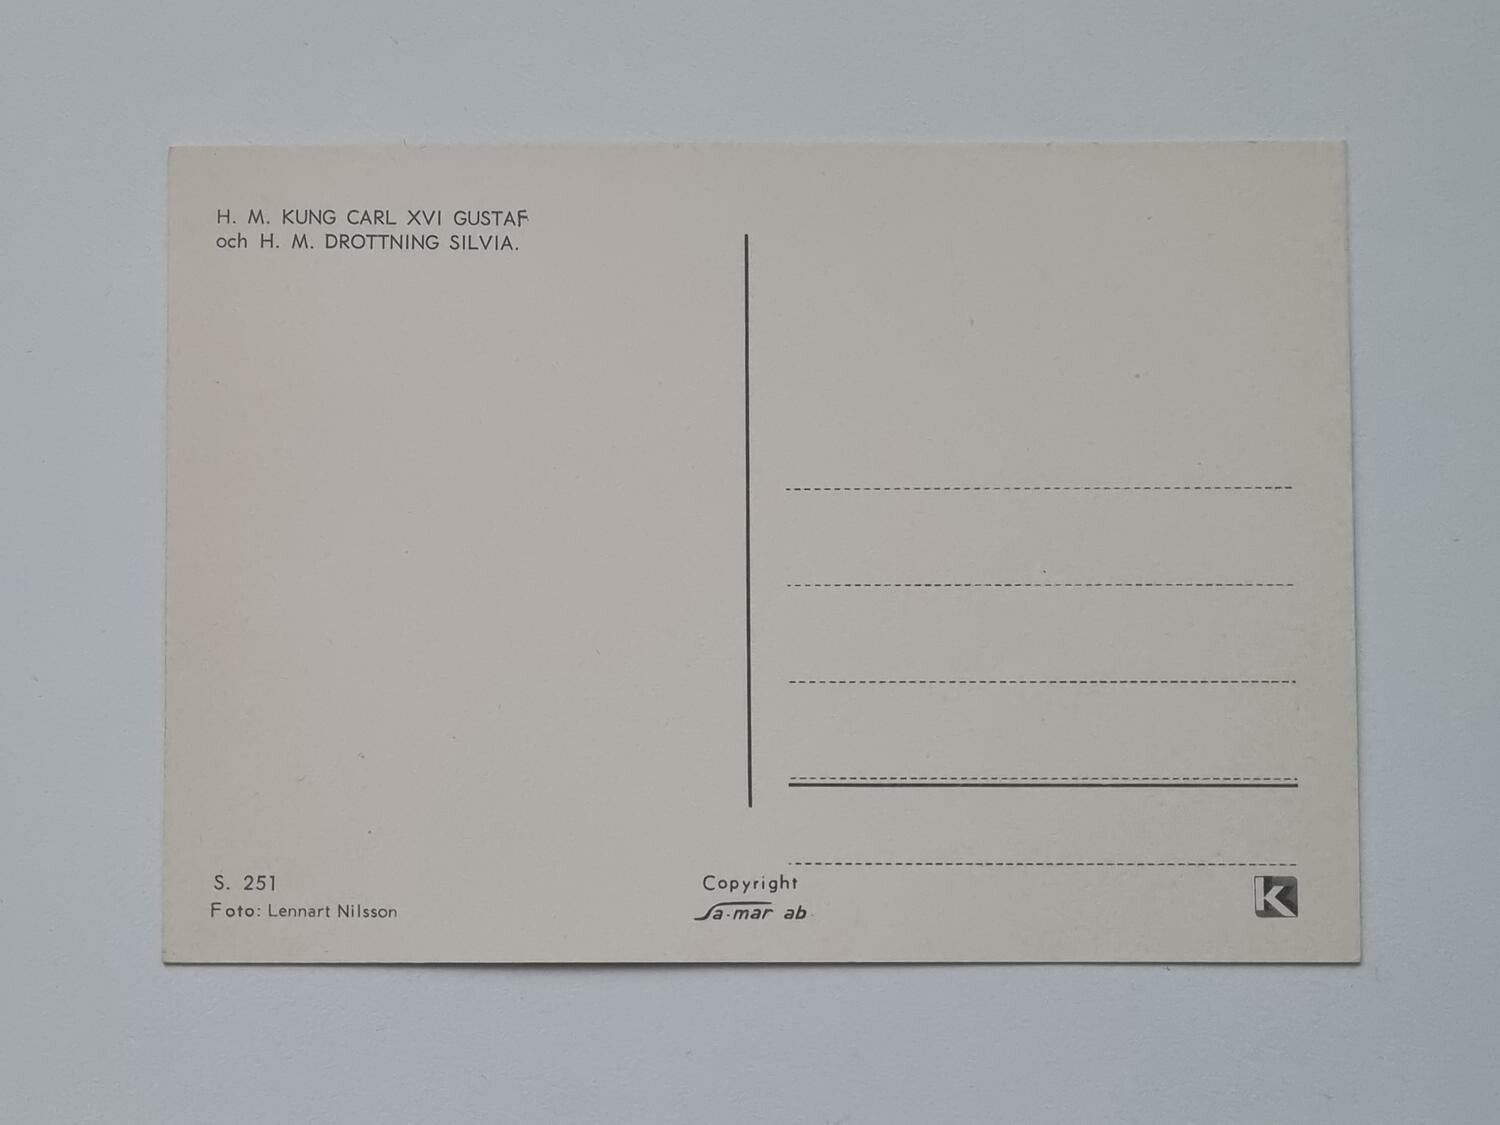 H. M. KUNG CARL XVI GUSTAF
och H. M. DROTTNING SILVIA.
S. 251
Foto: Lennart Nilsson
Copyright
Sa-mar ab
K